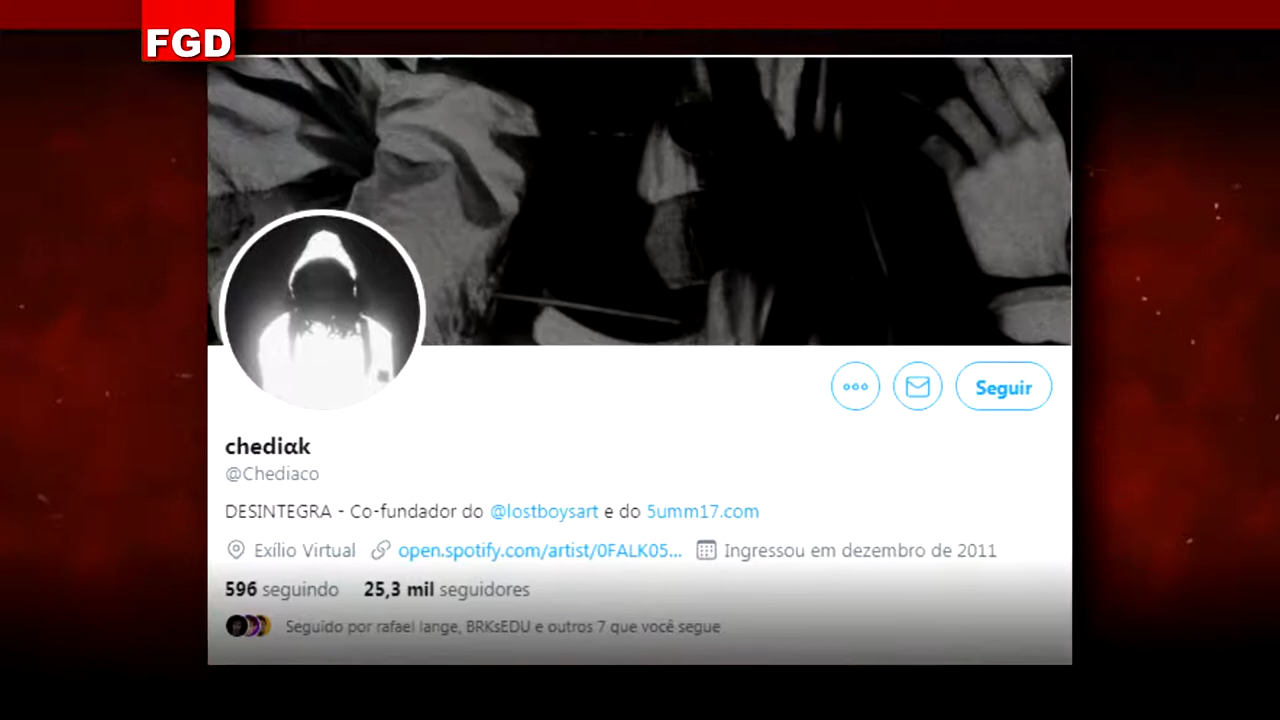 FGD
Seguir
chediαk
@Chediaco
DESINTEGRA - Co-fundador do @lostboysart e do 5umm17.com
Exílio Virtual open.spotify.com/artist/0FALK05... Ingressou em dezembro de 2011
596 seguindo 25,3 mil seguidores
Seguido por rafael lange, BRKsEDU e outros 7 que você segue